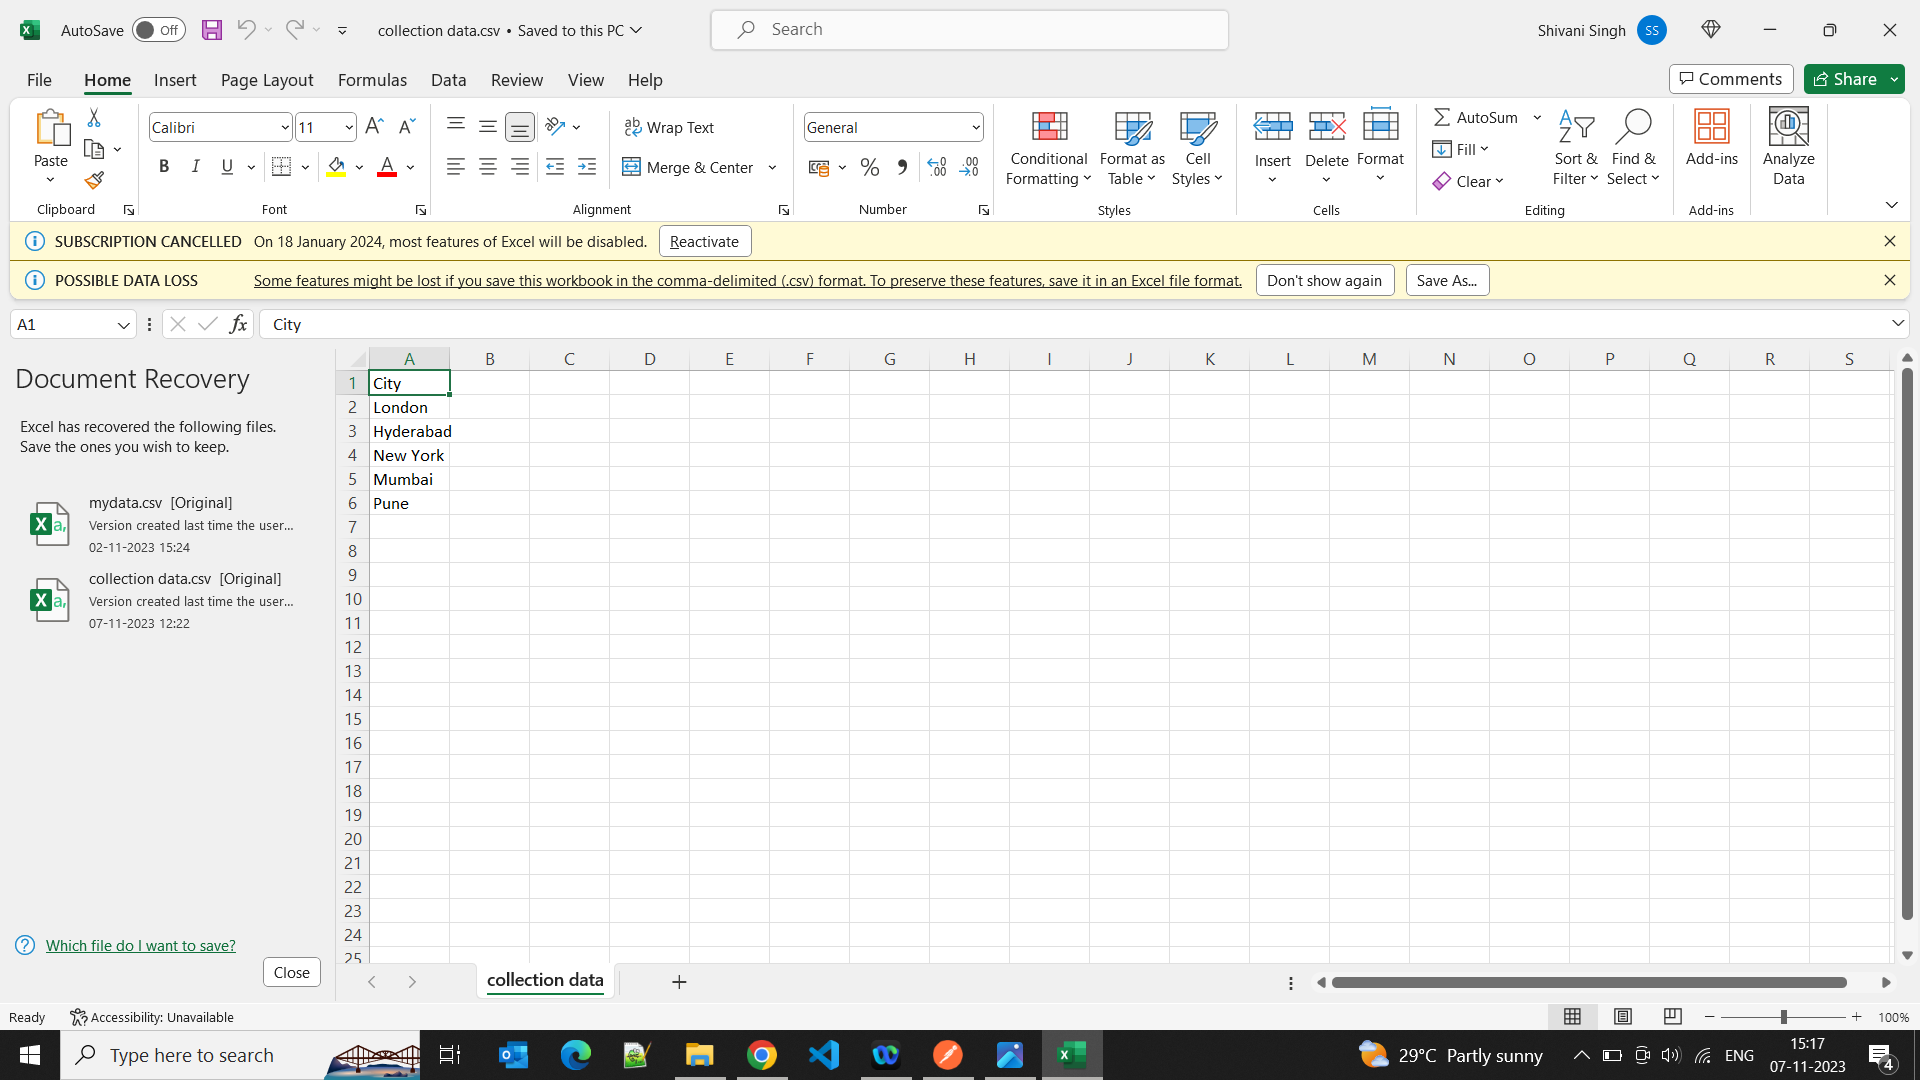 AutoSave Off collection data.csv • Saved to this PC Search Shivani Singh SS
File Home Insert Page Layout Formulas Data Review View Help Comments Share
Paste
Clipboard
Calibri 11
B I U A
Font
Wrap Text
Merge & Center
Alignment
General
% 
Number
Conditional Formatting
Format as Table
Cell Styles
Styles
Insert
Delete
Format
Cells
AutoSum
Fill
Clear
Sort & Filter
Find & Select
Editing
Add-ins
Add-ins
Analyze Data
SUBSCRIPTION CANCELLED On 18 January 2024, most features of Excel will be disabled. Reactivate
POSSIBLE DATA LOSS Some features might be lost if you save this workbook in the comma-delimited (.csv) format. To preserve these features, save it in an Excel file format. Don't show again Save As...
A1 fx City
Document Recovery
Excel has recovered the following files.
Save the ones you wish to keep.
mydata.csv [Original]
Version created last time the user...
02-11-2023 15:24
collection data.csv [Original]
Version created last time the user...
07-11-2023 12:22
Which file do I want to save?
Close
A B C D E F G H I J K L M N O P Q R S
1 City
2 London
3 Hyderabad
4 New York
5 Mumbai
6 Pune
7
8
9
10
11
12
13
14
15
16
17
18
19
20
21
22
23
24
25
collection data
Ready Accessibility: Unavailable 100%
Type here to search 29°C Partly sunny ENG 15:17
07-11-2023 4